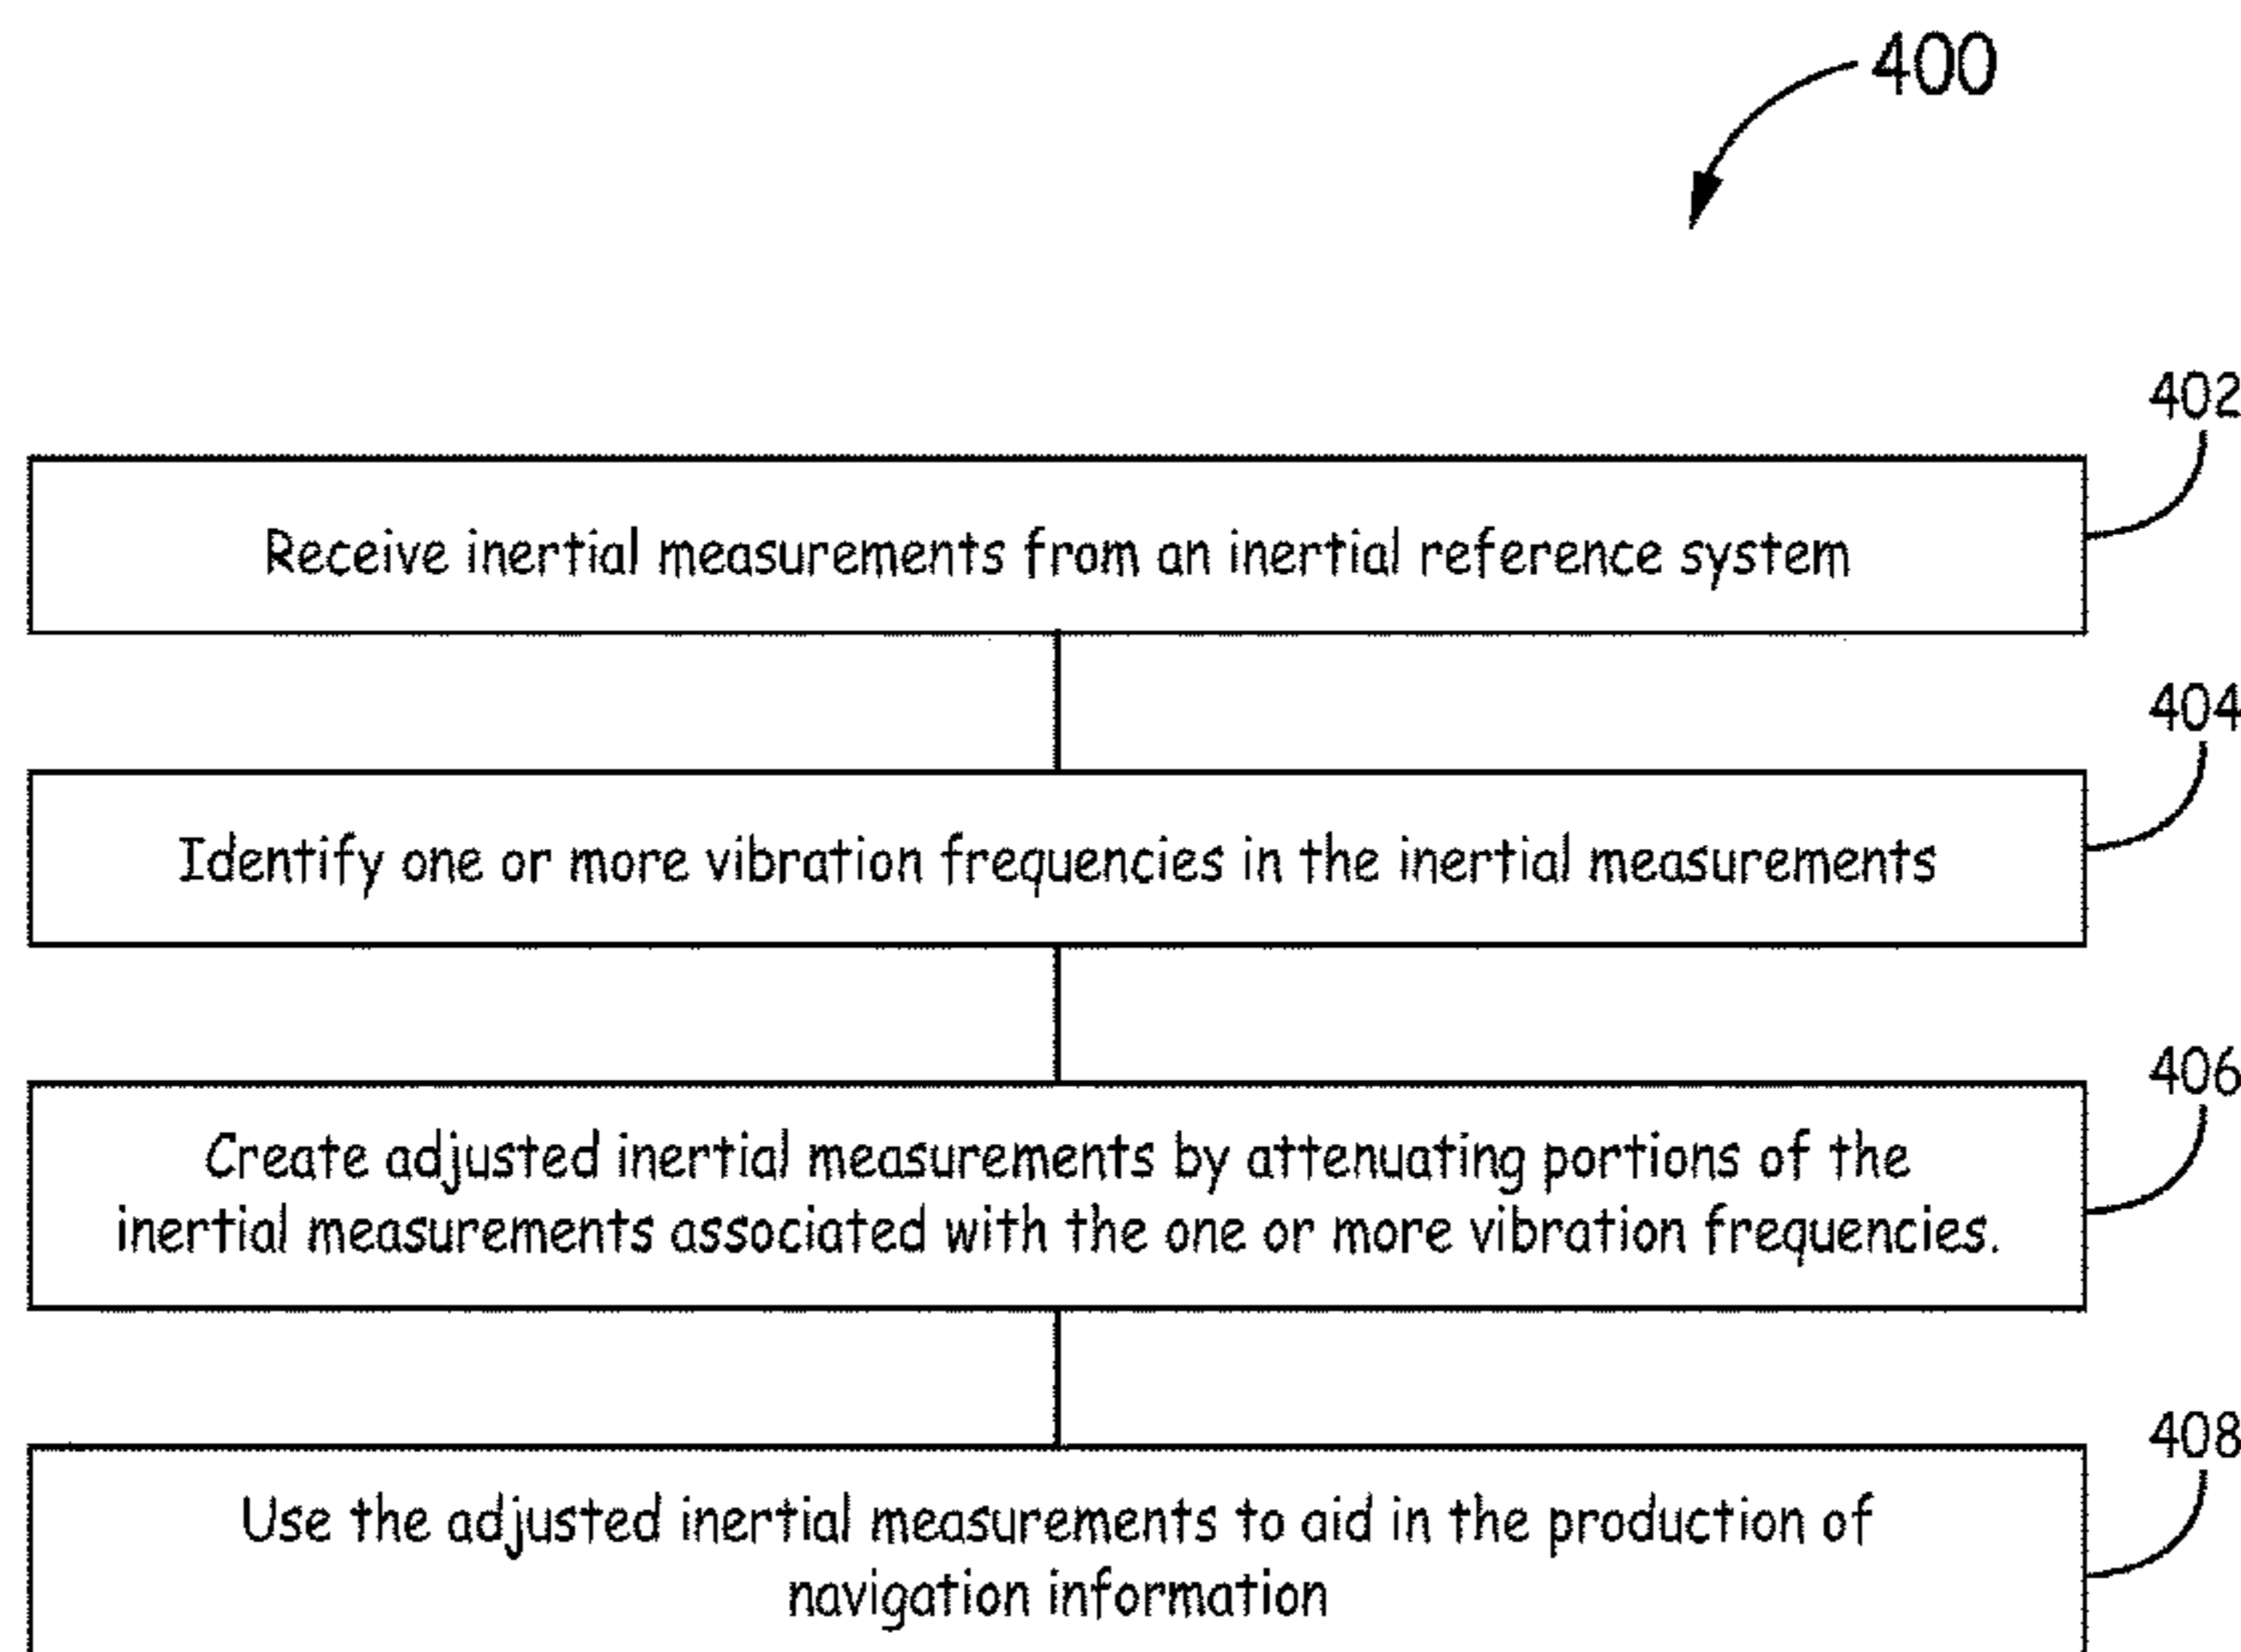 400
402
Receive inertial measurements from an inertial reference system
404
Identify one or more vibration frequencies in the inertial measurements
406
Create adjusted inertial measurements by attenuating portions of the
inertial measurements associated with the one or more vibration frequencies.
408
Use the adjusted inertial measurements to aid in the production of
navigation information